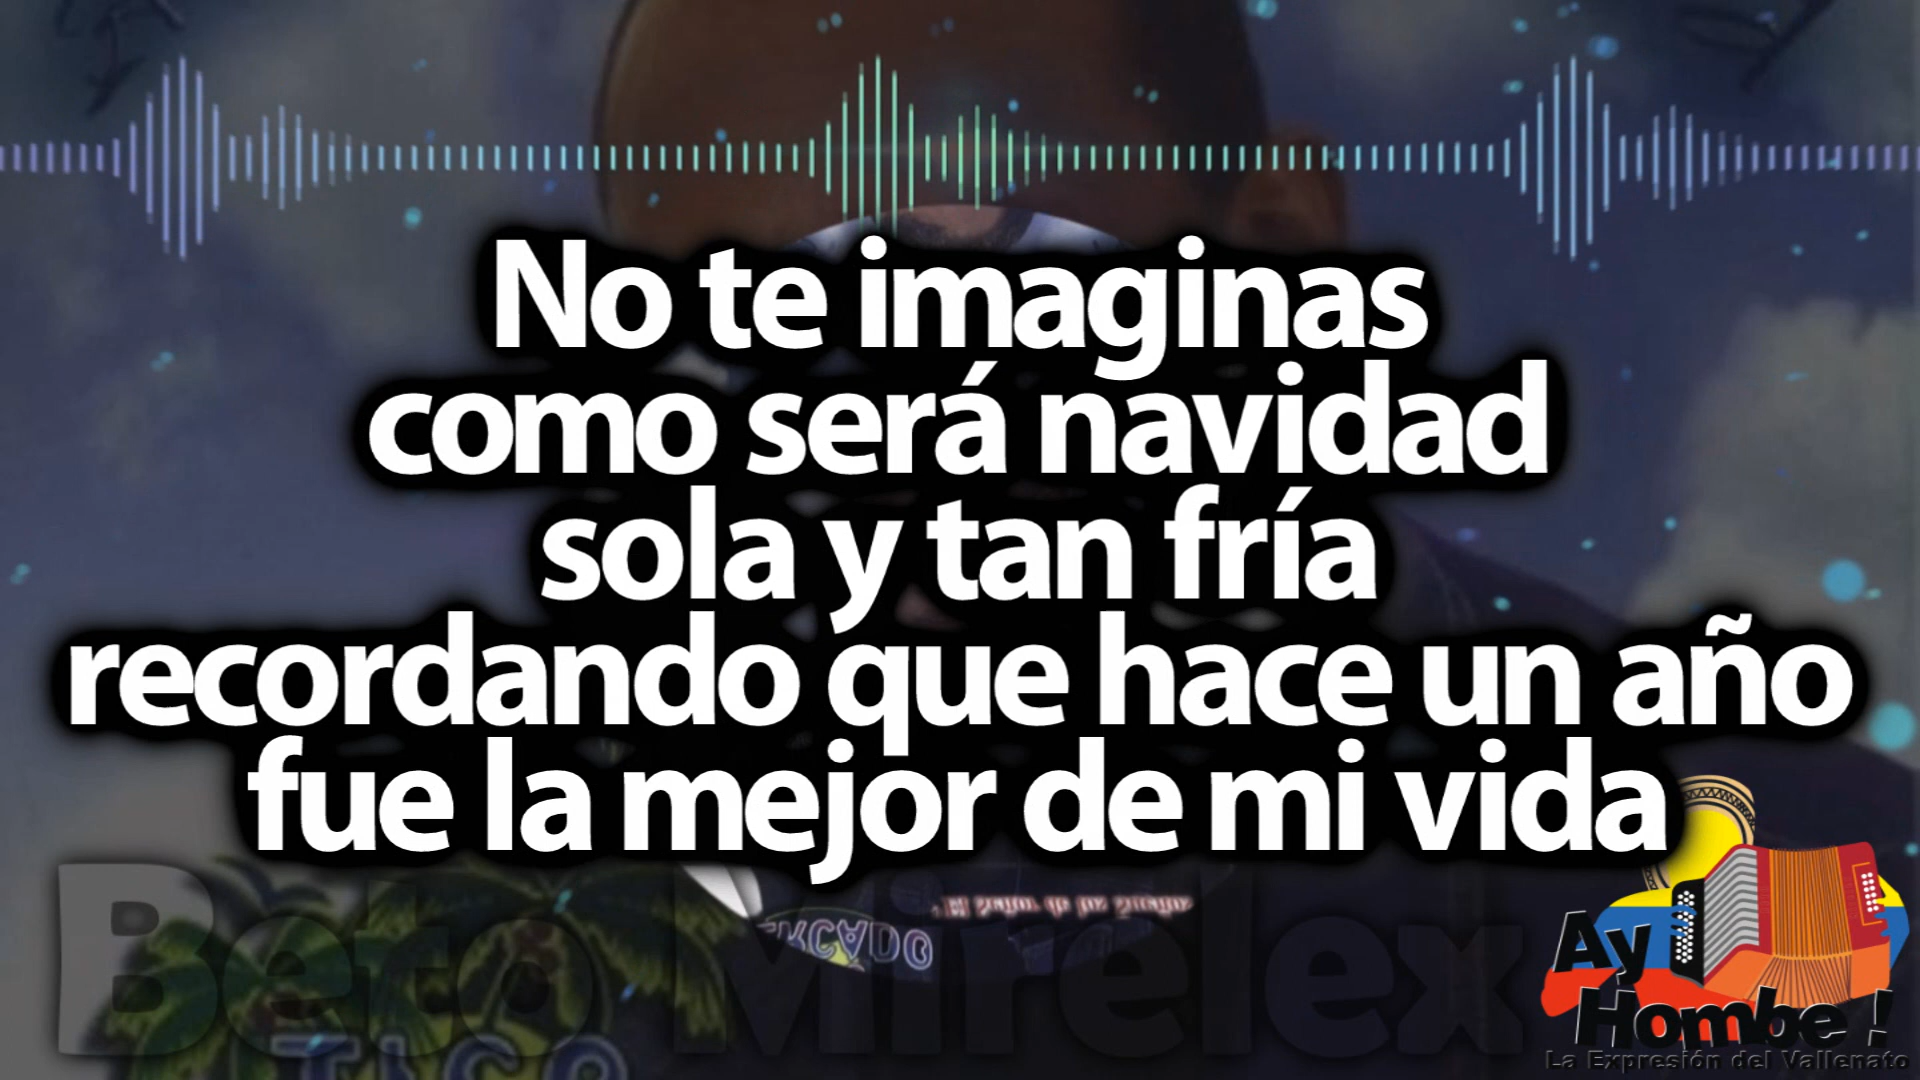 No te imaginas
como será navidad
sola y tan fría
recordando que hace un año
fue la mejor de mi vida
Beto Mirelex
TICO
Ay
Hombe !
La Expresión del Vallenato